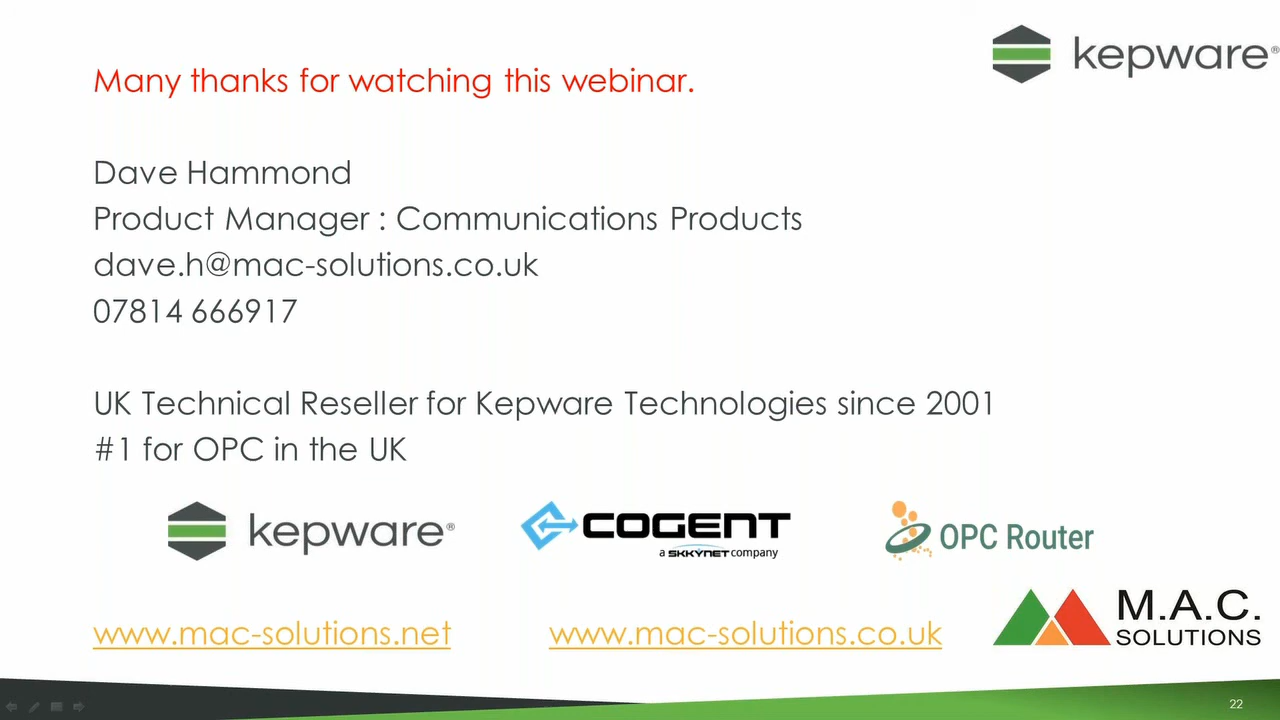 kepware®
Many thanks for watching this webinar.
Dave Hammond
Product Manager : Communications Products
dave.h@mac-solutions.co.uk
07814 666917
UK Technical Reseller for Kepware Technologies since 2001
#1 for OPC in the UK
kepware®
COGENT
a SKKYNET company
OPC Router
www.mac-solutions.net
www.mac-solutions.co.uk
M.A.C.
SOLUTIONS
22